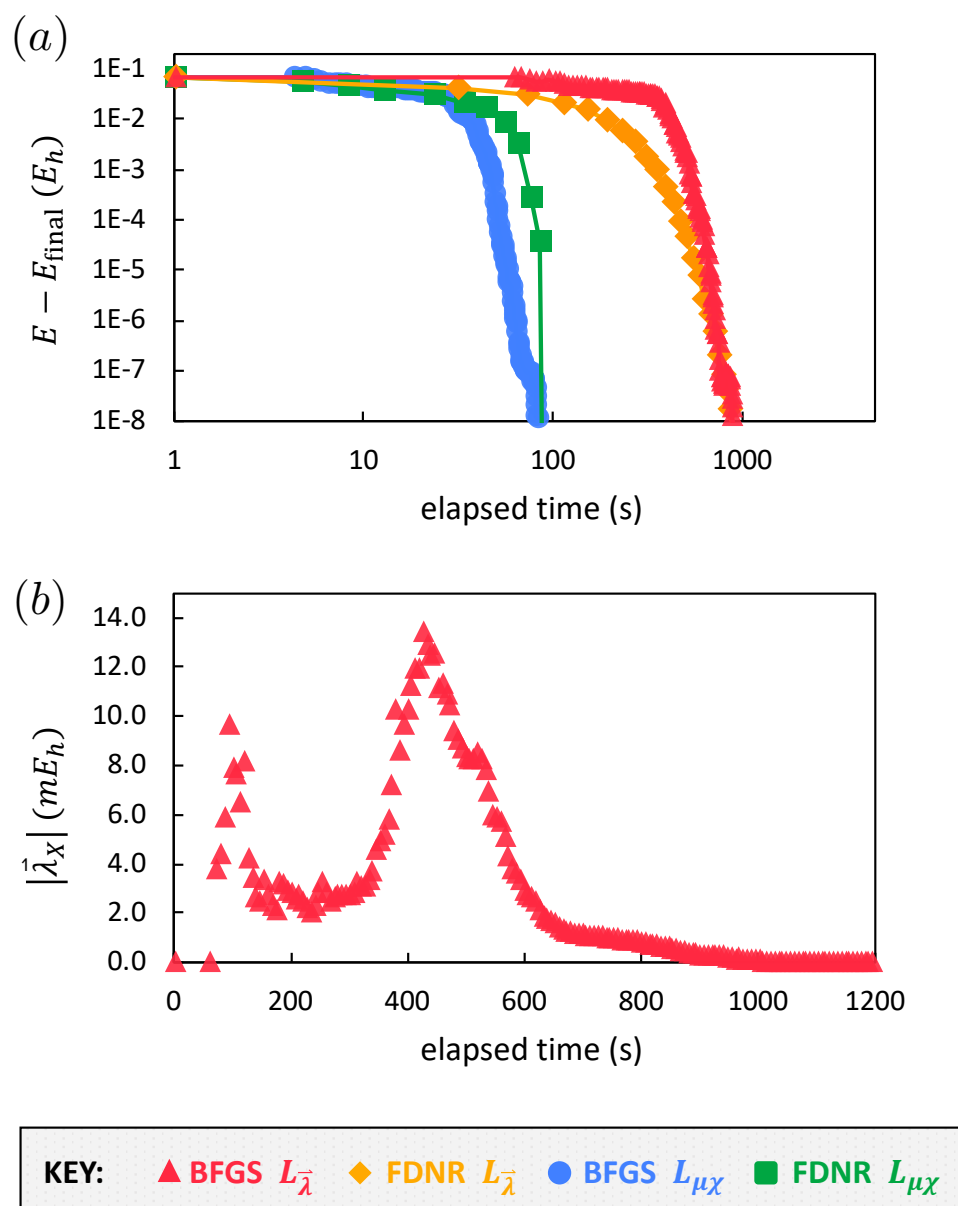 (a)
1E-1
1E-2
1E-3
1E-4
1E-5
1E-6
1E-7
1E-8
E − E_final (E_h)
1 10 100 1000
elapsed time (s)
(b)
14.0
12.0
10.0
8.0
6.0
4.0
2.0
0.0
|λ⃗_X| (mE_h)
0 200 400 600 800 1000 1200
elapsed time (s)
KEY: BFGS L_λ⃗ FDNR L_λ⃗ BFGS L_μχ FDNR L_μχ